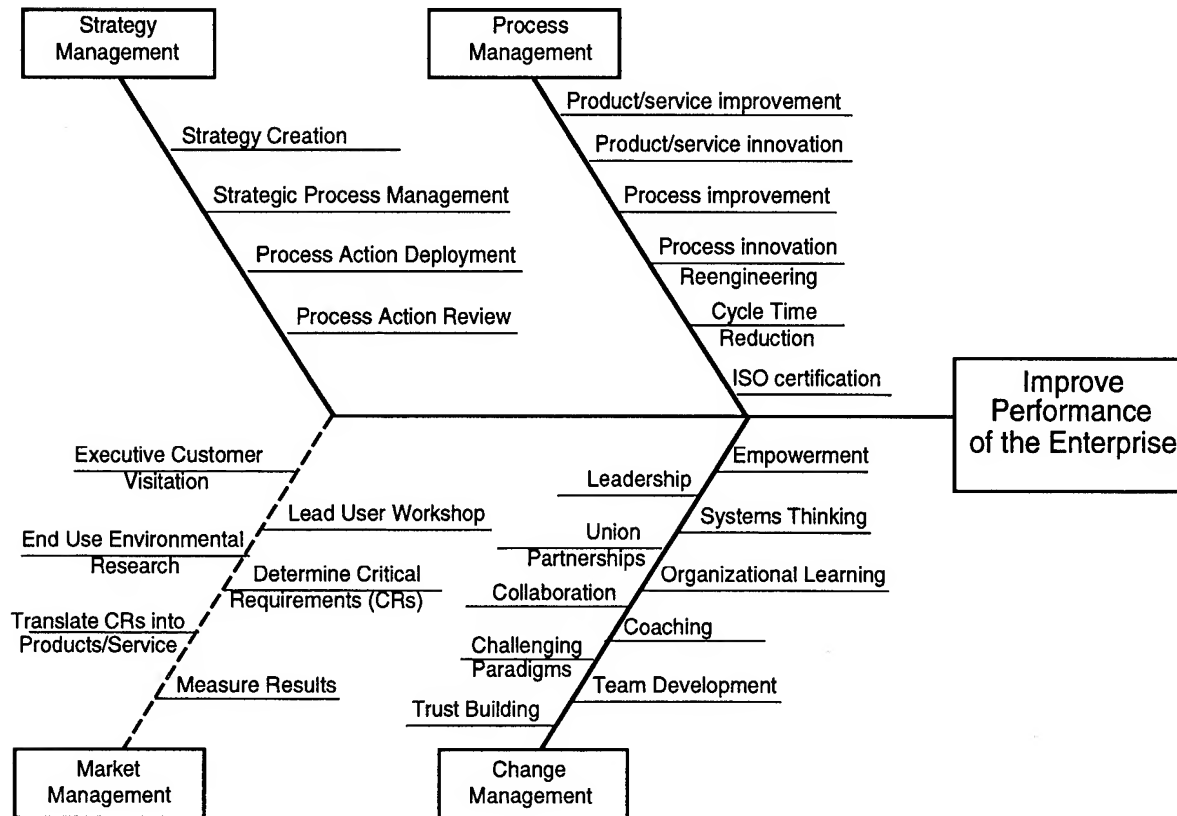 Strategy
Management
Process
Management
Strategy Creation
Strategic Process Management
Process Action Deployment
Process Action Review
Product/service improvement
Product/service innovation
Process improvement
Process innovation
Reengineering
Cycle Time
Reduction
ISO certification
Improve
Performance
of the Enterprise
Executive Customer
Visitation
Lead User Workshop
End Use Environmental
Research
Determine Critical
Requirements (CRs)
Translate CRs into
Products/Service
Measure Results
Market
Management
Empowerment
Leadership
Systems Thinking
Union
Partnerships
Organizational Learning
Collaboration
Coaching
Challenging
Paradigms
Team Development
Trust Building
Change
Management